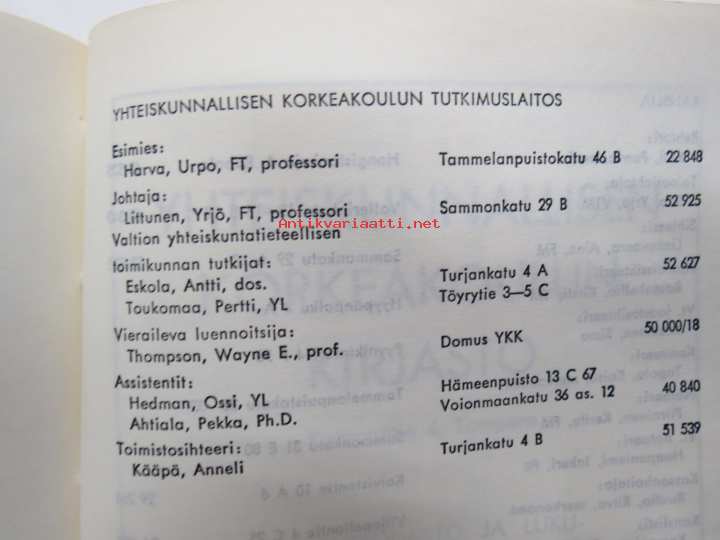 YHTEISKUNNALLISEN KORKEAKOULUN TUTKIMUSLAITOS
Esimies:
Harva, Urpo, FT, professori Tammelanpuistokatu 46 B 22 848
Johtaja:
Littunen, Yrjö, FT, professori Sammonkatu 29 B 52 925
Antikvariaatti.net
Valtion yhteiskuntatieteellisen
toimikunnan tutkijat:
Eskola, Antti, dos. Turjankatu 4 A 52 627
Toukomaa, Pertti, YL Töyrytie 3—5 C
Vieraileva luennoitsija:
Thompson, Wayne E., prof. Domus YKK 50 000/18
Assistentit:
Hedman, Ossi, YL Hämeenpuisto 13 C 67
Ahtiala, Pekka, Ph.D. Voionmaankatu 36 as. 12 40 840
Toimistosihteeri:
Kääpä, Anneli Turjankatu 4 B 51 539